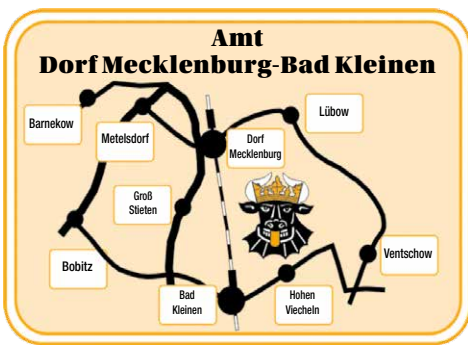 Amt
Dorf Mecklenburg-Bad Kleinen
Barnekow
Metelsdorf
Dorf
Mecklenburg
Lübow
Groß
Stieten
Bobitz
Bad
Kleinen
Hohen
Viecheln
Ventschow